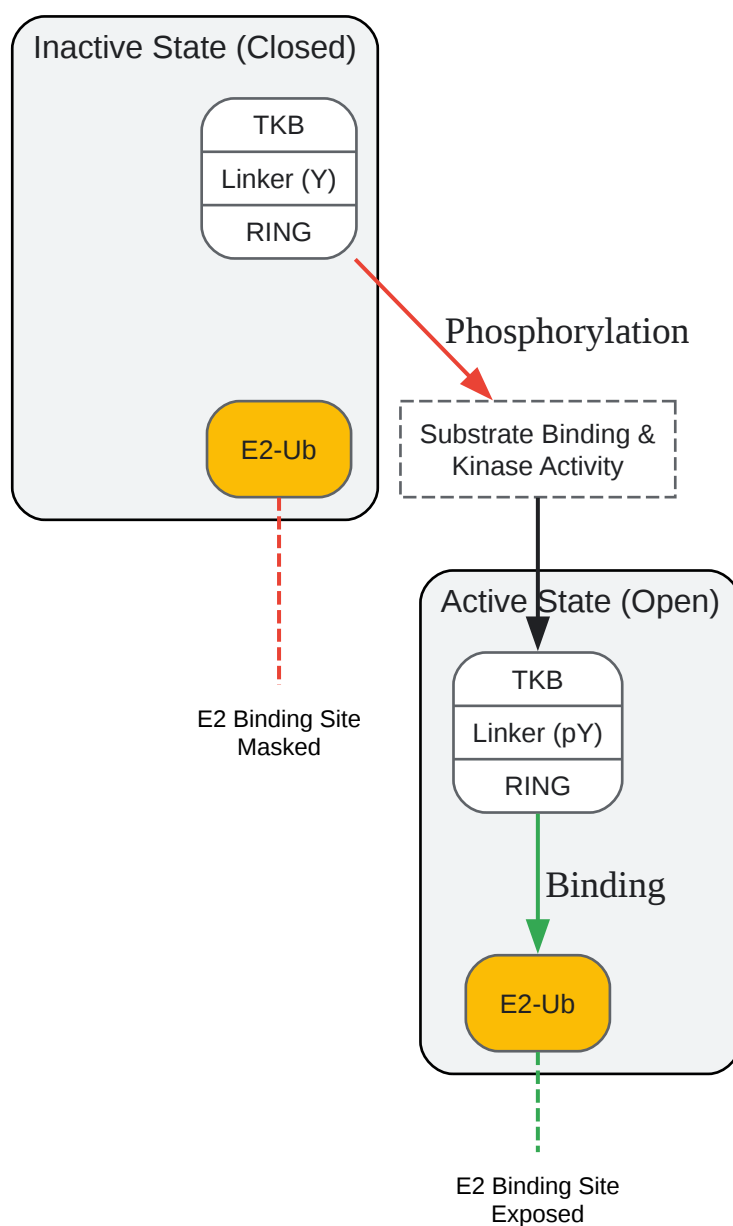 Inactive State (Closed)
TKB
Linker (Y)
RING
Phosphorylation
E2-Ub
Substrate Binding &
Kinase Activity
Active State (Open)
TKB
E2 Binding Site
Masked
Linker (pY)
RING
Binding
E2-Ub
E2 Binding Site
Exposed